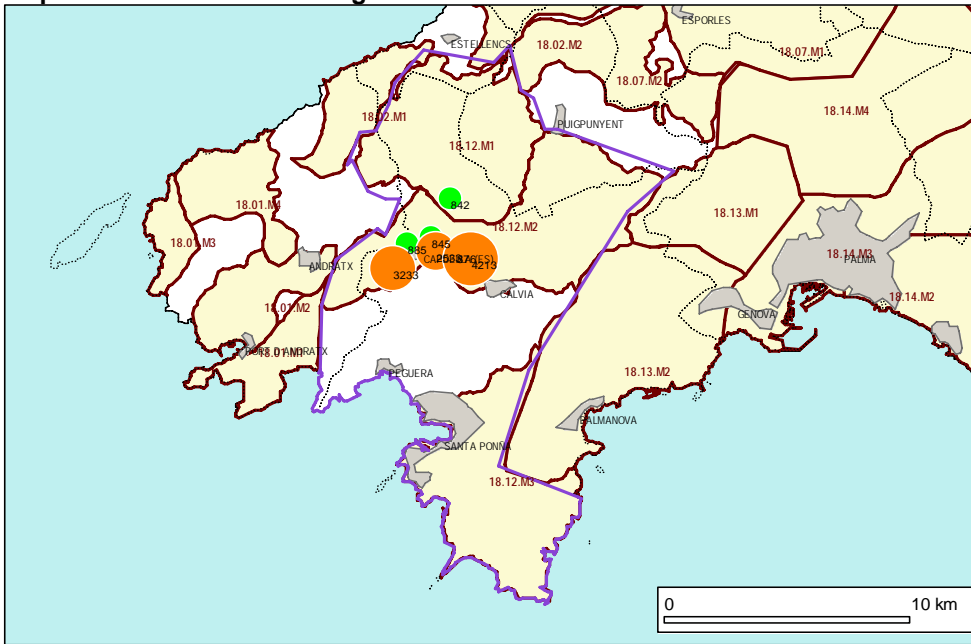 ESPORLES
ESTELLENCS
18.02.M2
18.07.M1
18.07.M2
18.02.M1
18.14.M4
PUIGPUNYENT
18.12.M1
842
18.01.M4
18.12.M2
18.13.M1
18.01.M3
845
885
18.14.M3
PALMA
ANDRATX
3233
4213
CALVIA
18.14.M2
18.01.M2
GENOVA
18.01.M1
PEGUERA
18.13.M2
PALMANOVA
SANTA PONÑA
18.12.M3
0
10 km